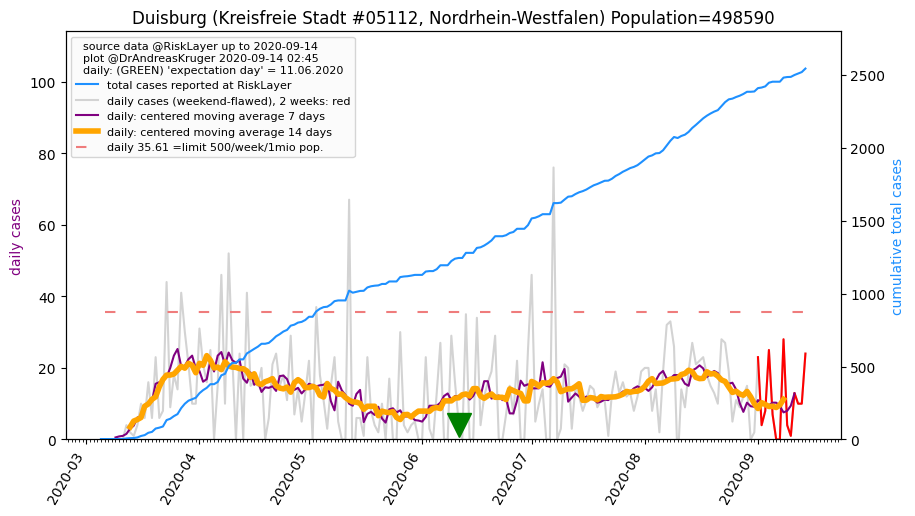 Duisburg (Kreisfreie Stadt #05112, Nordrhein-Westfalen) Population=498590
source data @RiskLayer up to 2020-09-14
plot @DrAndreasKruger 2020-09-14 02:45
daily: (GREEN) 'expectation day' = 11.06.2020
total cases reported at RiskLayer
daily cases (weekend-flawed), 2 weeks: red
daily: centered moving average 7 days
daily: centered moving average 14 days
daily 35.61 =limit 500/week/1mio pop.
daily cases
100
80
60
40
20
0
cumulative total cases
2500
2000
1500
1000
500
0
2020-03
2020-04
2020-05
2020-06
2020-07
2020-08
2020-09